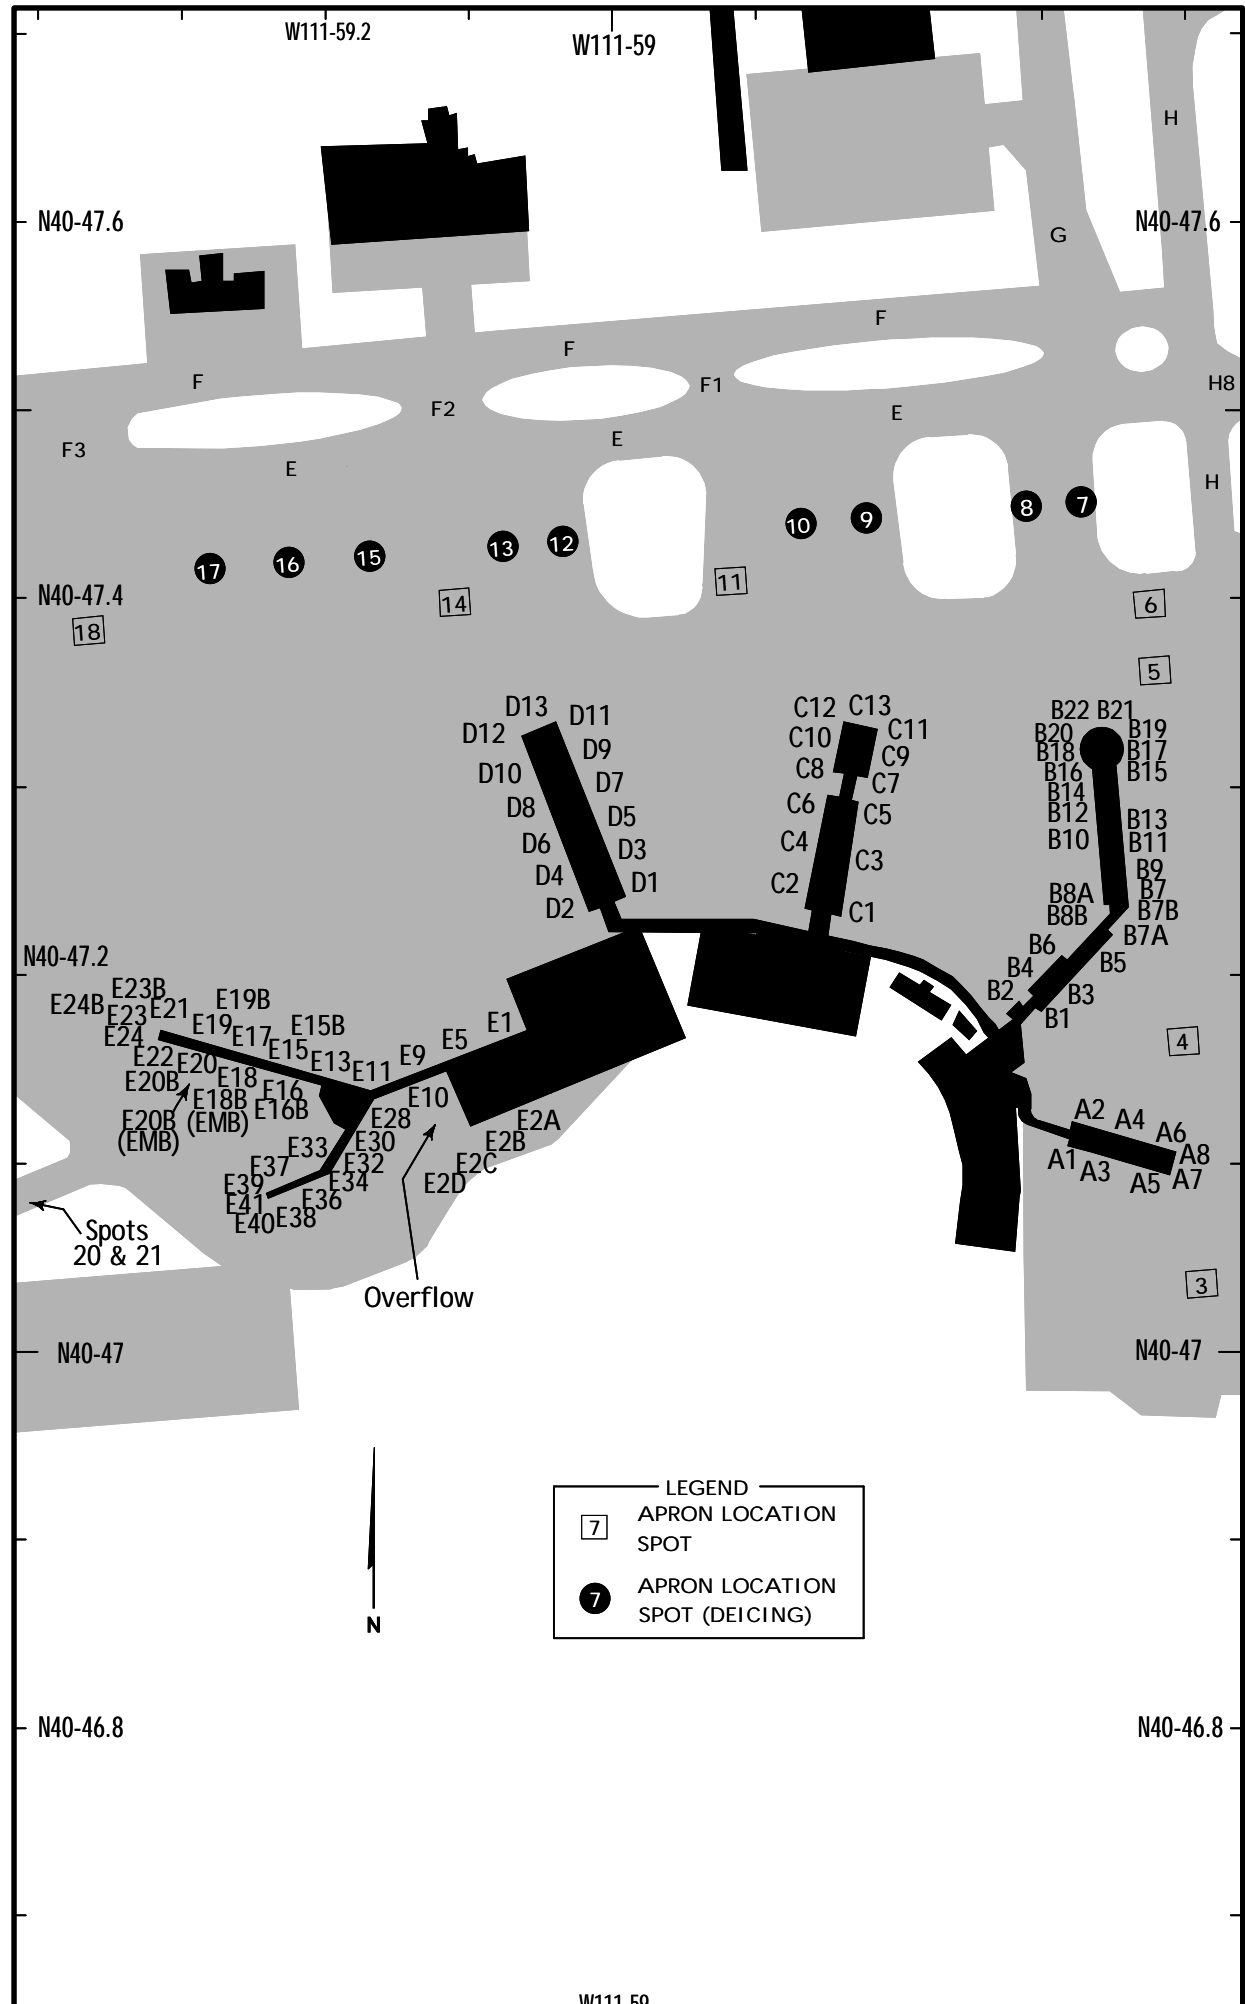 W111-59.2
W111-59
H
N40-47.6
N40-47.6
G
F
F
F
F1
H8
F2
E
E
F3
E
H
7
8
9
10
12
13
15
16
17
N40-47.4
11
14
6
18
5
D13
D11
D12
D9
D10
D7
D8
D5
D6
D3
D4
D1
D2
C12
C13
C11
C10
C9
C8
C7
C6
C5
C4
C3
C2
C1
B22
B21
B20
B19
B18
B17
B16
B15
B14
B12
B13
B10
B11
B9
B8A
B7
B8B
B7B
B7A
B6
B5
B4
B3
B2
B1
N40-47.2
E23B
E24B
E21
E19B
E23
E19
E15B
E24
E17
E1
E15
E5
E22
E20
E13
E9
E20B
E18
E11
E18B
E16
E10
(EMB)
E16B
E28
E20B
(EMB)
E2A
E2B
E2C
E2D
E33
E30
E37
E32
E39
E34
E41
E36
E40
E38
4
A2
A4
A6
A1
A3
A8
A5
A7
Spots
20 & 21
Overflow
3
N40-47
N40-47
LEGEND
7 APRON LOCATION
SPOT
7 APRON LOCATION
SPOT (DEICING)
N
N40-46.8
N40-46.8
W111-59